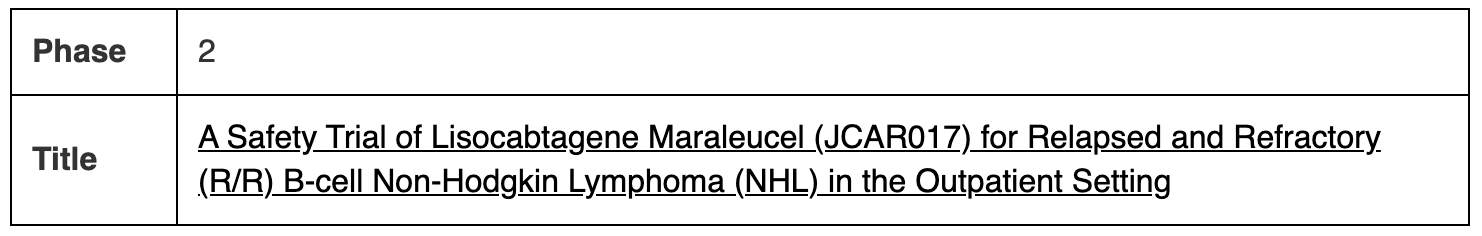 Phase
2
Title
A Safety Trial of Lisocabtagene Maraleucel (JCAR017) for Relapsed and Refractory
(R/R) B-cell Non-Hodgkin Lymphoma (NHL) in the Outpatient Setting